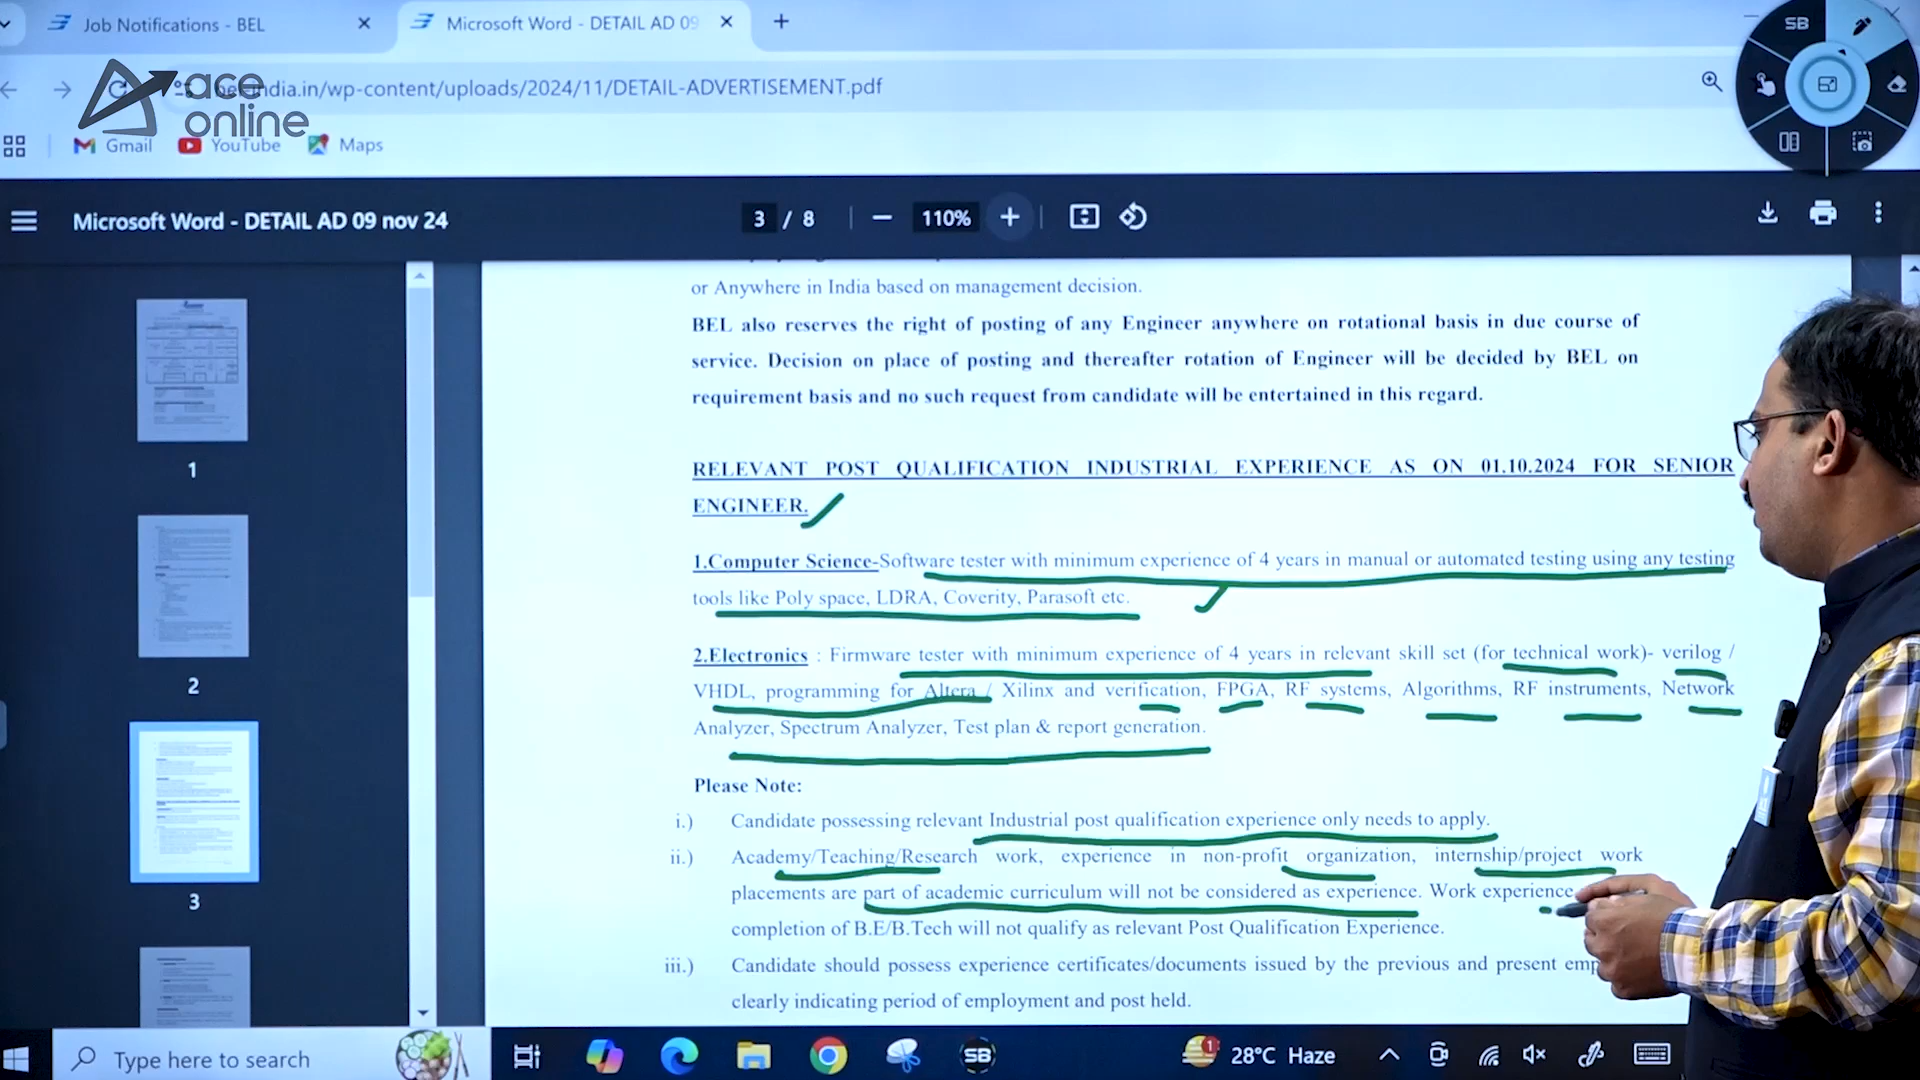 Job Notifications - BEL
Microsoft Word - DETAIL AD 09
SB
ace
online
india.in/wp-content/uploads/2024/11/DETAIL-ADVERTISEMENT.pdf
Gmail YouTube Maps
Microsoft Word - DETAIL AD 09 nov 24
3 / 8
110%
or Anywhere in India based on management decision.
BEL also reserves the right of posting of any Engineer anywhere on rotational basis in due course of
service. Decision on place of posting and thereafter rotation of Engineer will be decided by BEL on
requirement basis and no such request from candidate will be entertained in this regard.
RELEVANT POST QUALIFICATION INDUSTRIAL EXPERIENCE AS ON 01.10.2024 FOR SENIOR
ENGINEER.
1.Computer Science-Software tester with minimum experience of 4 years in manual or automated testing using any testing
tools like Poly space, LDRA, Coverity, Parasoft etc.
2.Electronics : Firmware tester with minimum experience of 4 years in relevant skill set (for technical work)- verilog /
VHDL, programming for Altera / Xilinx and verification, FPGA, RF systems, Algorithms, RF instruments, Network
Analyzer, Spectrum Analyzer, Test plan & report generation.
Please Note:
i.) Candidate possessing relevant Industrial post qualification experience only needs to apply.
ii.) Academy/Teaching/Research work, experience in non-profit organization, internship/project work
placements are part of academic curriculum will not be considered as experience. Work experience
completion of B.E/B.Tech will not qualify as relevant Post Qualification Experience.
iii.) Candidate should possess experience certificates/documents issued by the previous and present
clearly indicating period of employment and post held.
1
2
3
Type here to search
SB
1
28°C Haze